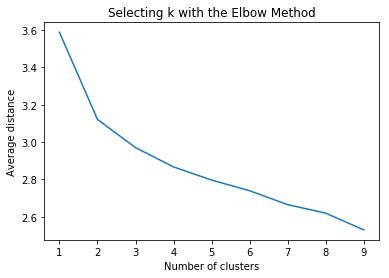 Selecting k with the Elbow Method
3.6
3.4
3.2
3.0
2.8
2.6
Average distance
1 2 3 4 5 6 7 8 9
Number of clusters